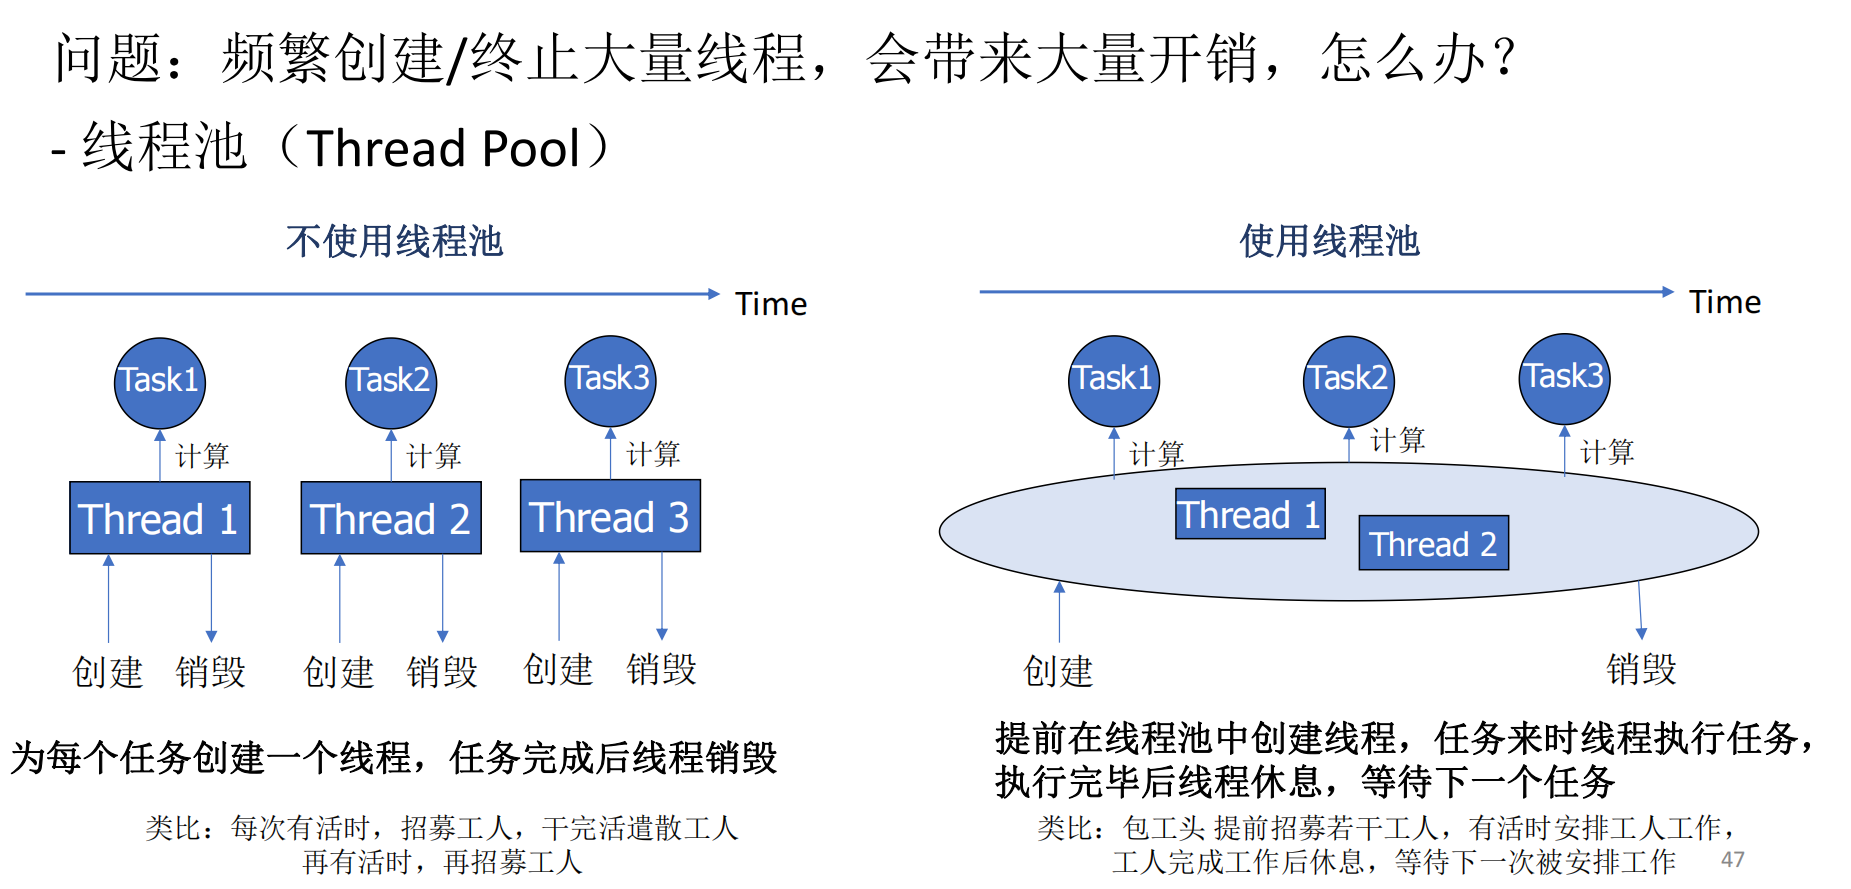 问题：频繁创建/终止大量线程，会带来大量开销，怎么办？
- 线程池（Thread Pool）
不使用线程池
Time
Task1
Task2
Task3
计算
计算
计算
Thread 1
Thread 2
Thread 3
创建
销毁
创建
销毁
创建
销毁
为每个任务创建一个线程，任务完成后线程销毁
类比：每次有活时，招募工人，干完活遣散工人
再有活时，再招募工人
使用线程池
Time
Task1
Task2
Task3
计算
计算
计算
Thread 1
Thread 2
创建
销毁
提前在线程池中创建线程，任务来时线程执行任务，
执行完毕后线程休息，等待下一个任务
类比：包工头 提前招募若干工人，有活时安排工人工作，
工人完成工作后休息，等待下一次被安排工作
47